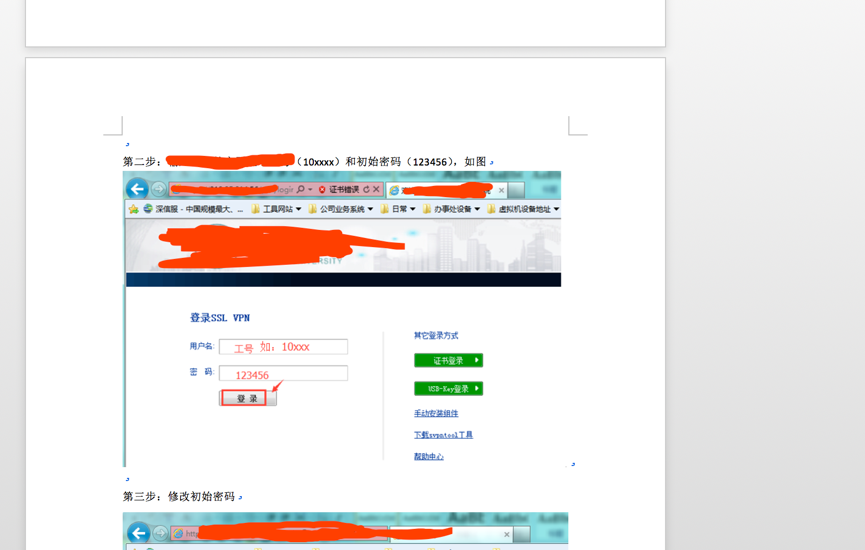 第二步：（10xxxx）和初始密码（123456），如图
证书错误
深信服 - 中国规模最大，... 工具网站 公司业务系统 日常 办事处设备 虚拟机设备地址
登录SSL VPN
用户名: 工号 如：10xxx
密 码: 123456
登 录
其它登录方式
证书登录
USB-Key登录
手动安装组件
下载svpntool工具
帮助中心
第三步：修改初始密码